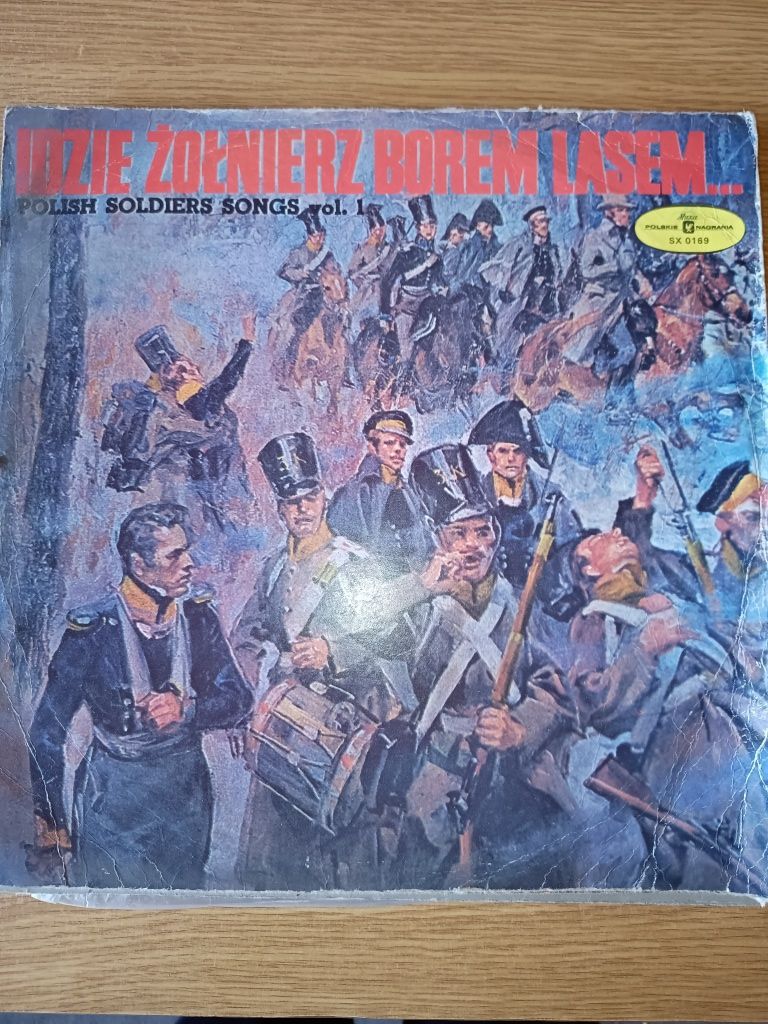 IDZIE ŻOŁNIERZ BOREM LASEM...
POLISH SOLDIERS SONGS vol. 1
Muza
POLSKIE NAGRANIA
SX 0169